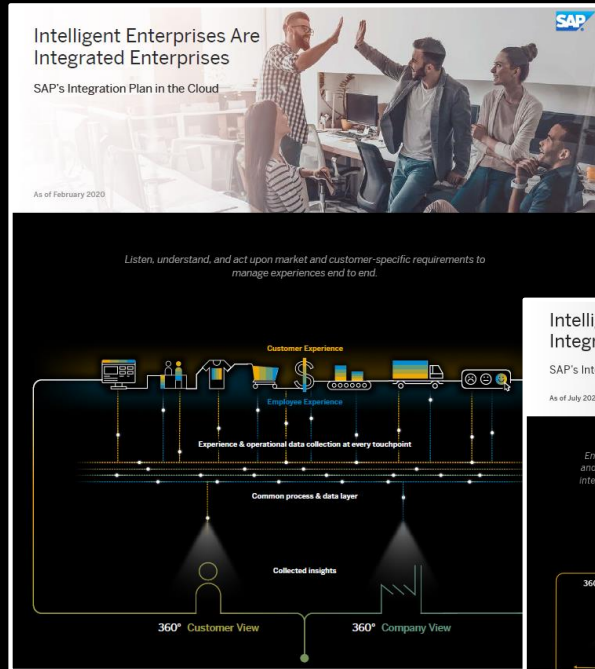 SAP
Intelligent Enterprises Are
Integrated Enterprises
SAP's Integration Plan in the Cloud
As of February 2020
Listen, understand, and act upon market and customer-specific requirements to
manage experiences end to end.
Customer Experience
Employee Experience
Experience & operational data collection at every touchpoint
Common process & data layer
Collected insights
360° Customer View
360° Company View
Intelli
Integr
SAP's Int
As of July 202
En
and
inte
360